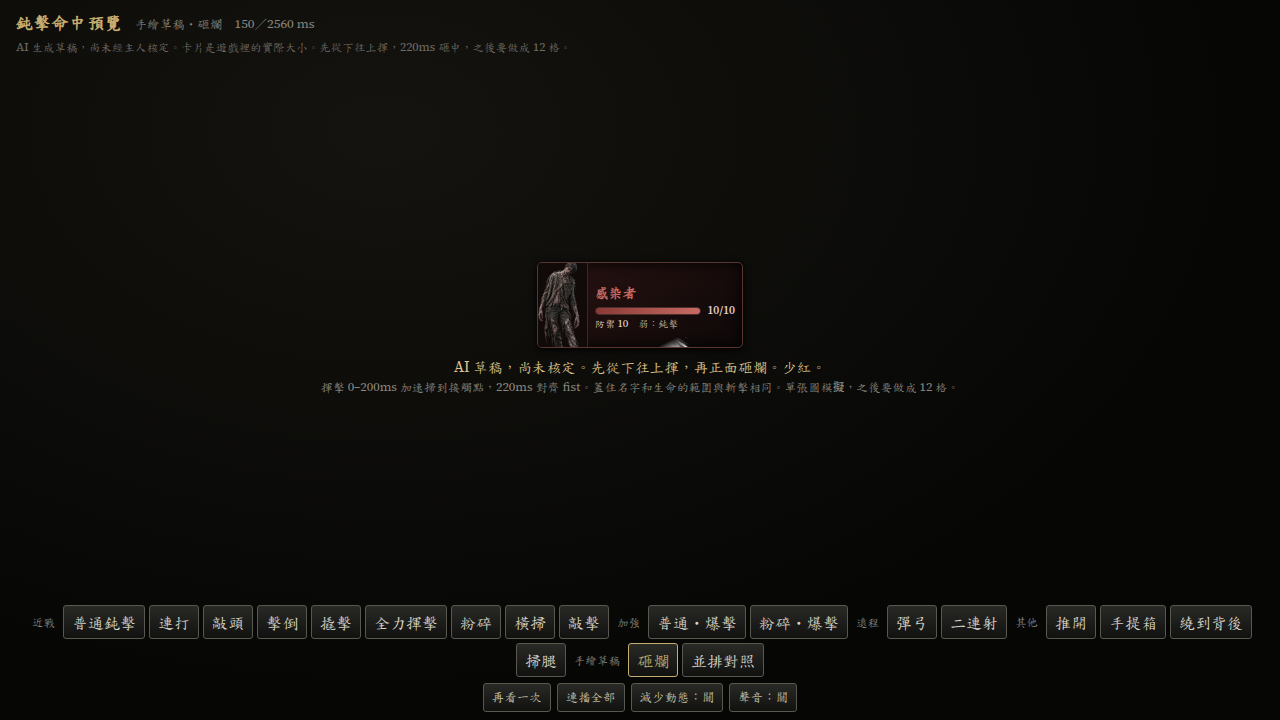 鈍擊命中預覽 手繪草稿・砸爛 150／2560 ms
AI 生成草稿，尚未經主人核定。卡片是遊戲裡的實際大小。先從下往上揮，220ms 砸中，之後要做成 12 格。
感染者
10/10
防禦 10 弱：鈍擊
AI 草稿，尚未核定。先從下往上揮，再正面砸爛。少紅。
揮擊 0–200ms 加速掃到接觸點，220ms 對齊 fist。蓋住名字和生命的範圍與斬擊相同。單張圖模擬，之後要做成 12 格。
近戰 普通鈍擊 連打 敲頭 擊倒 搞擊 全力揮擊 粉碎 橫掃 敲擊 加強 普通・爆擊 粉碎・爆擊 遠程 彈弓 二連射 其他 推開 手提箱 繞到背後
掃腿 手繪草稿 砸爛 並排對照
再看一次 連播全部 減少動態：關 聲音：關